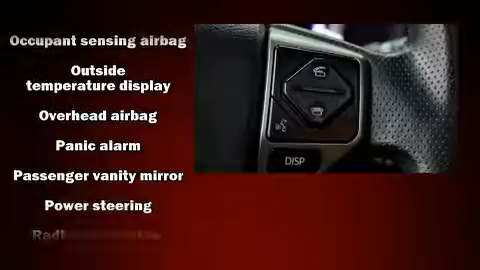 Occupant sensing airbag
Outside
temperature display
Overhead airbag
Panic alarm
Passenger vanity mirror
Power steering
DISP